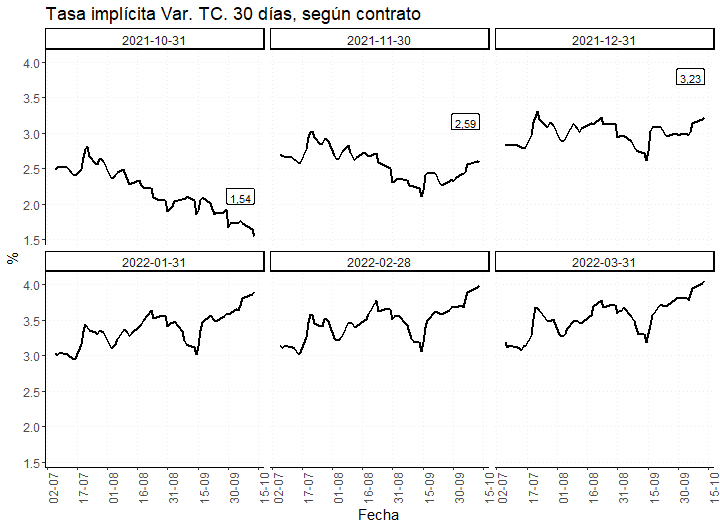 Tasa implícita Var. TC. 30 días, según contrato
2021-10-31 2021-11-30 2021-12-31
4.0
3.5
3.0
2.5
2.0
1.5
1,54
2,59
3,23
%
2022-01-31 2022-02-28 2022-03-31
4.0
3.5
3.0
2.5
2.0
1.5
02-07 17-07 01-08 16-08 31-08 15-09 30-09 15-10
02-07 17-07 01-08 16-08 31-08 15-09 30-09 15-10
02-07 17-07 01-08 16-08 31-08 15-09 30-09 15-10
Fecha